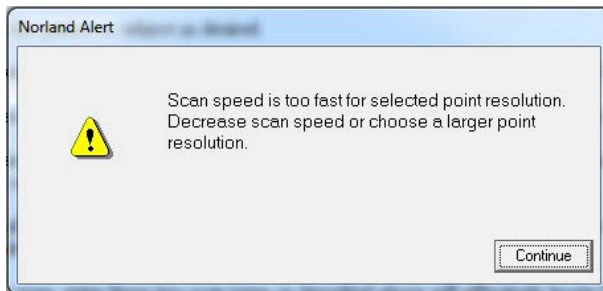 Norland Alert
Scan speed is too fast for selected point resolution.
Decrease scan speed or choose a larger point
resolution.
Continue